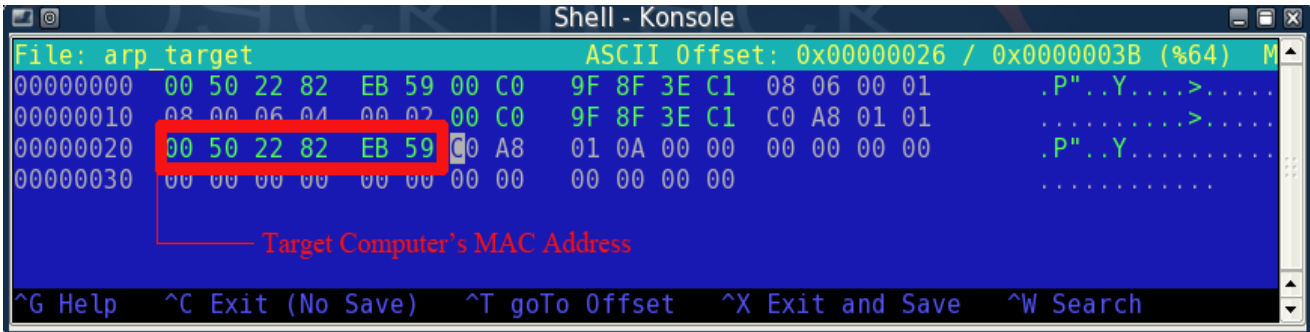 Shell - Konsole
File: arp_target ASCII Offset: 0x00000026 / 0x0000003B (%64) M
00000000 00 50 22 82 EB 59 00 C0 9F 8F 3E C1 08 06 00 01 .P"..Y....>.....
00000010 08 00 06 04 00 02 00 C0 9F 8F 3E C1 C0 A8 01 01 ..........>.....
00000020 00 50 22 82 EB 59 C0 A8 01 0A 00 00 00 00 00 00 .P"..Y..........
00000030 00 00 00 00 00 00 00 00 00 00 00 00 ............
Target Computer's MAC Address
^G Help ^C Exit (No Save) ^T goTo Offset ^X Exit and Save ^W Search